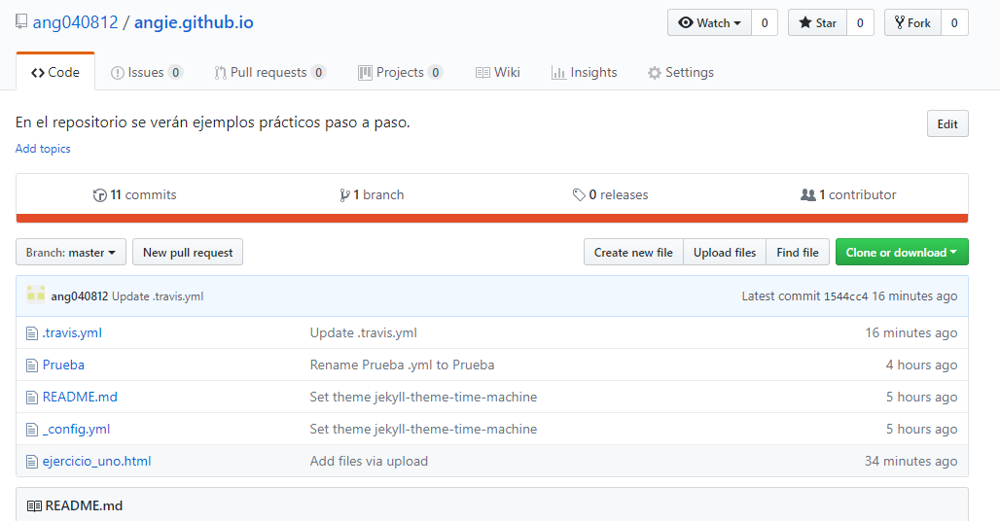 ang040812 / angie.github.io
Watch 0 Star 0 Fork 0
Code Issues 0 Pull requests 0 Projects 0 Wiki Insights Settings
En el repositorio se verán ejemplos prácticos paso a paso. Edit
Add topics
11 commits 1 branch 0 releases 1 contributor
Branch: master New pull request Create new file Upload files Find file Clone or download
ang040812 Update .travis.yml Latest commit 1544cc4 16 minutes ago
.travis.yml Update .travis.yml 16 minutes ago
Prueba Rename Prueba .yml to Prueba 4 hours ago
README.md Set theme jekyll-theme-time-machine 5 hours ago
_config.yml Set theme jekyll-theme-time-machine 5 hours ago
ejercicio_uno.html Add files via upload 34 minutes ago
README.md